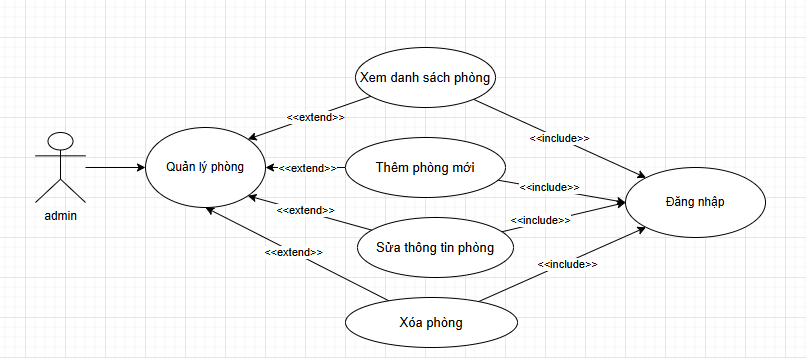 Xem danh sách phòng
<<extend>>
<<include>>
Quản lý phòng
<<extend>>
Thêm phòng mới
<<include>>
Đăng nhập
admin
<<extend>>
<<include>>
Sửa thông tin phòng
<<extend>>
<<include>>
Xóa phòng